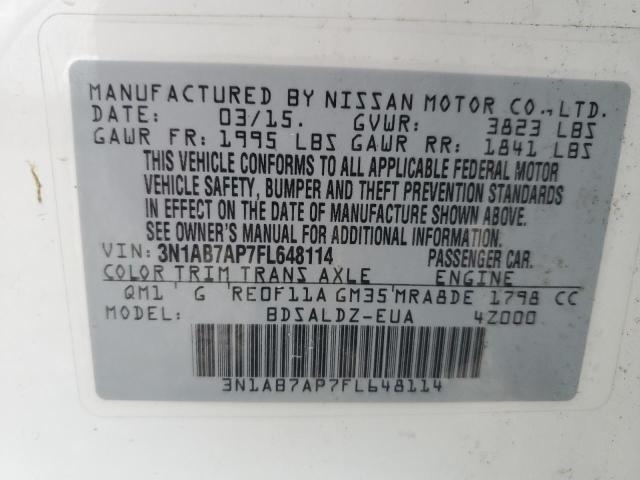 MANUFACTURED BY NISSAN MOTOR CO., LTD.
DATE: 03/15. GVWR: 3823 LBS
GAWR FR: 1995 LBS GAWR RR: 1841 LBS
THIS VEHICLE CONFORMS TO ALL APPLICABLE FEDERAL MOTOR
VEHICLE SAFETY, BUMPER AND THEFT PREVENTION STANDARDS
IN EFFECT ON THE DATE OF MANUFACTURE SHOWN ABOVE.
SEE OWNER'S MANUAL FOR ADDITIONAL INFORMATION.
VIN: 3N1AB7AP7FL648114 PASSENGER CAR.
COLOR TRIM TRANS AXLE ENGINE
QM1 G RE0F11A GM35 MRA8DE 1798 CC
MODEL: BDSALDZ-EUA 4Z000
3N1AB7AP7FL648114